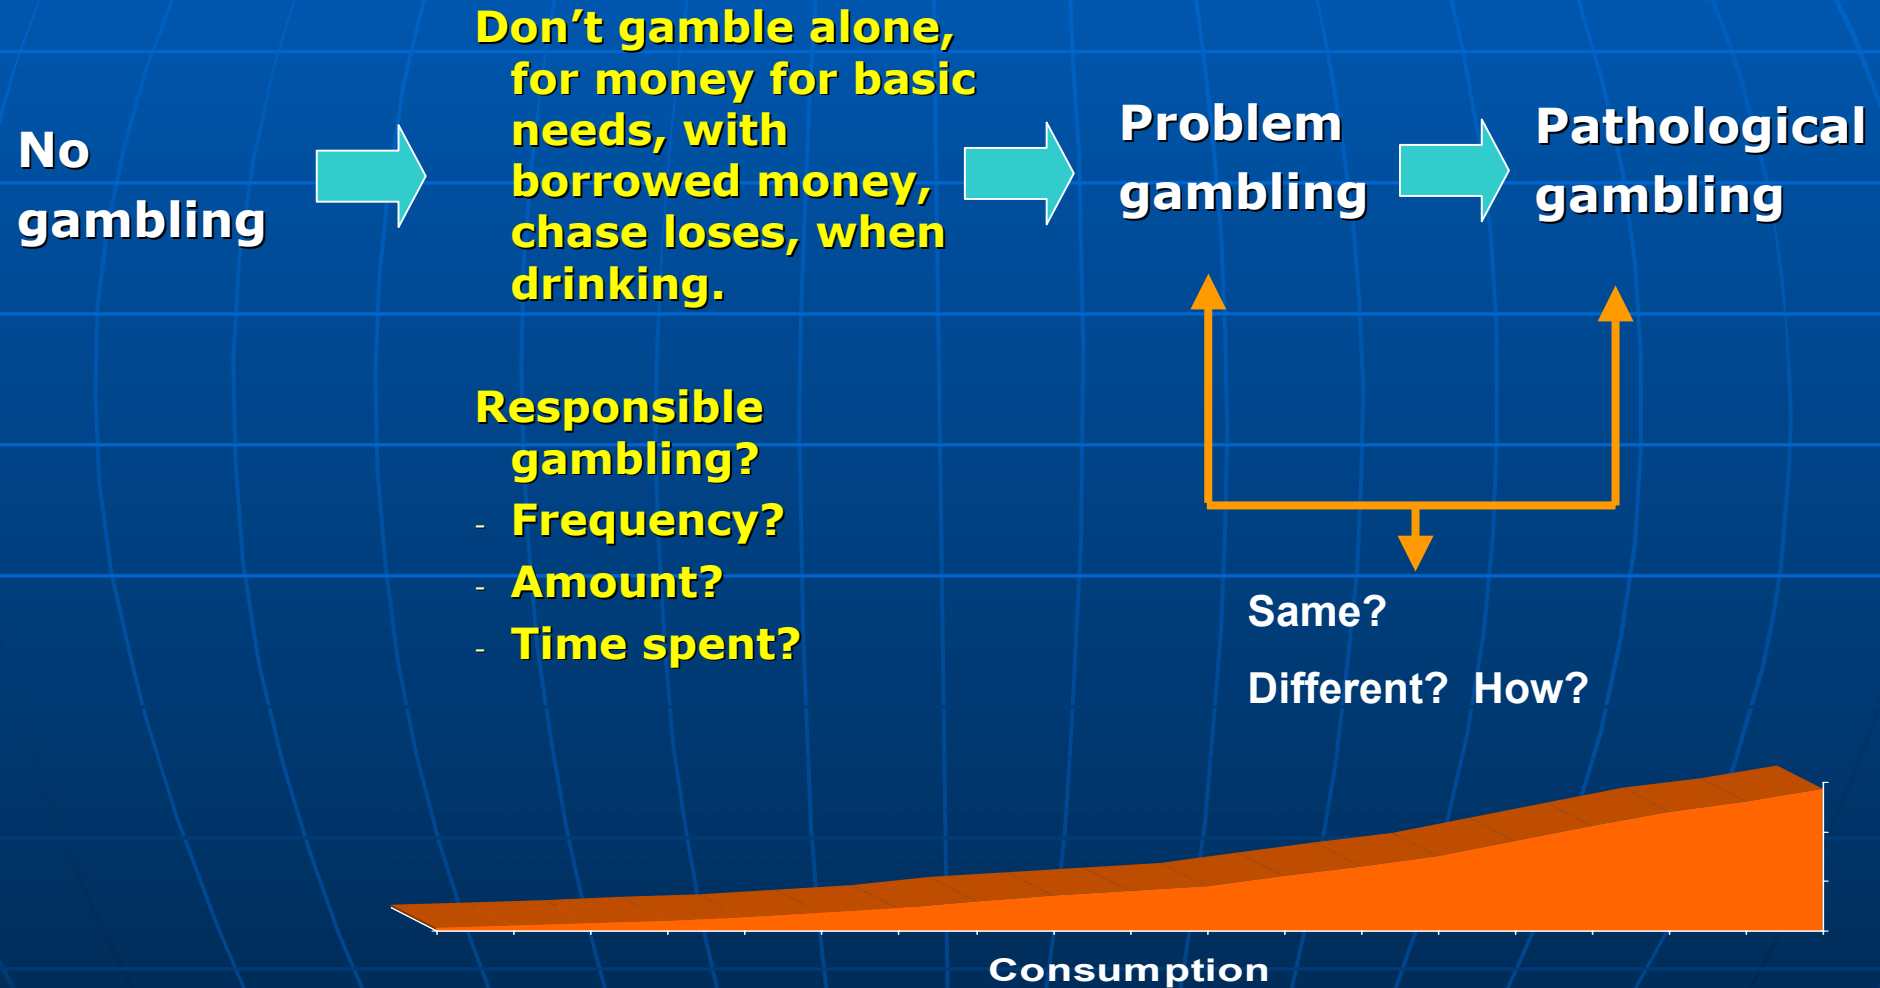 No
gambling
Don’t gamble alone,
for money for basic
needs, with
borrowed money,
chase loses, when
drinking.
Responsible
gambling?
- Frequency?
- Amount?
- Time spent?
Problem
gambling
Pathological
gambling
Same?
Different? How?
Consumption